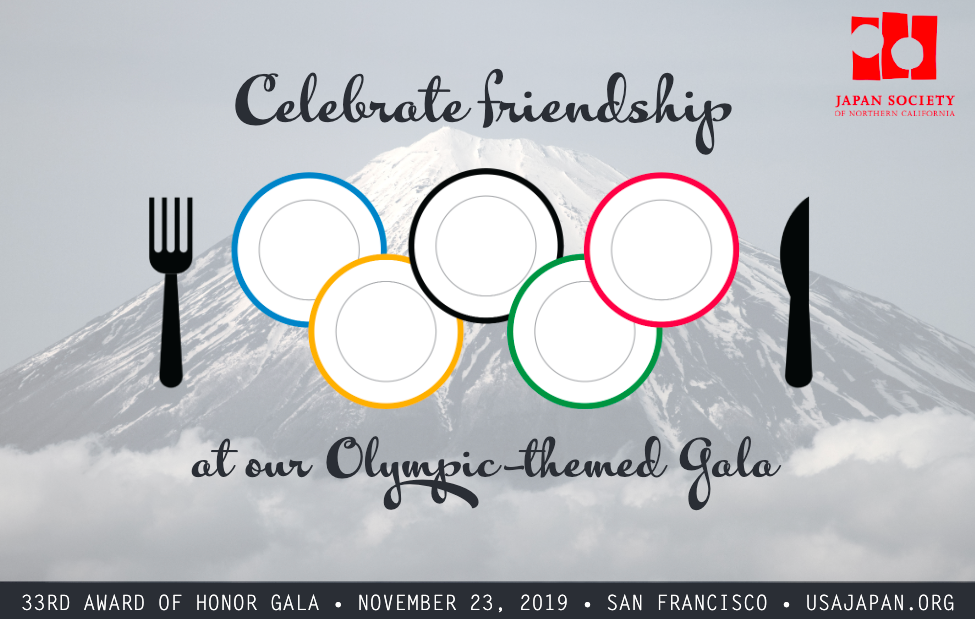 JAPAN SOCIETY
OF NORTHERN CALIFORNIA
Celebrate friendship
at our Olympic-themed Gala
33RD AWARD OF HONOR GALA • NOVEMBER 23, 2019 • SAN FRANCISCO • USAJAPAN.ORG